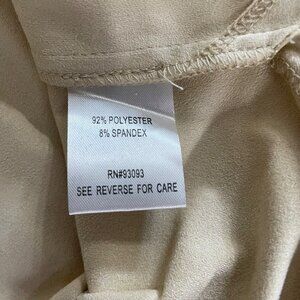 92% POLYESTER
8% SPANDEX
RN#93093
SEE REVERSE FOR CARE